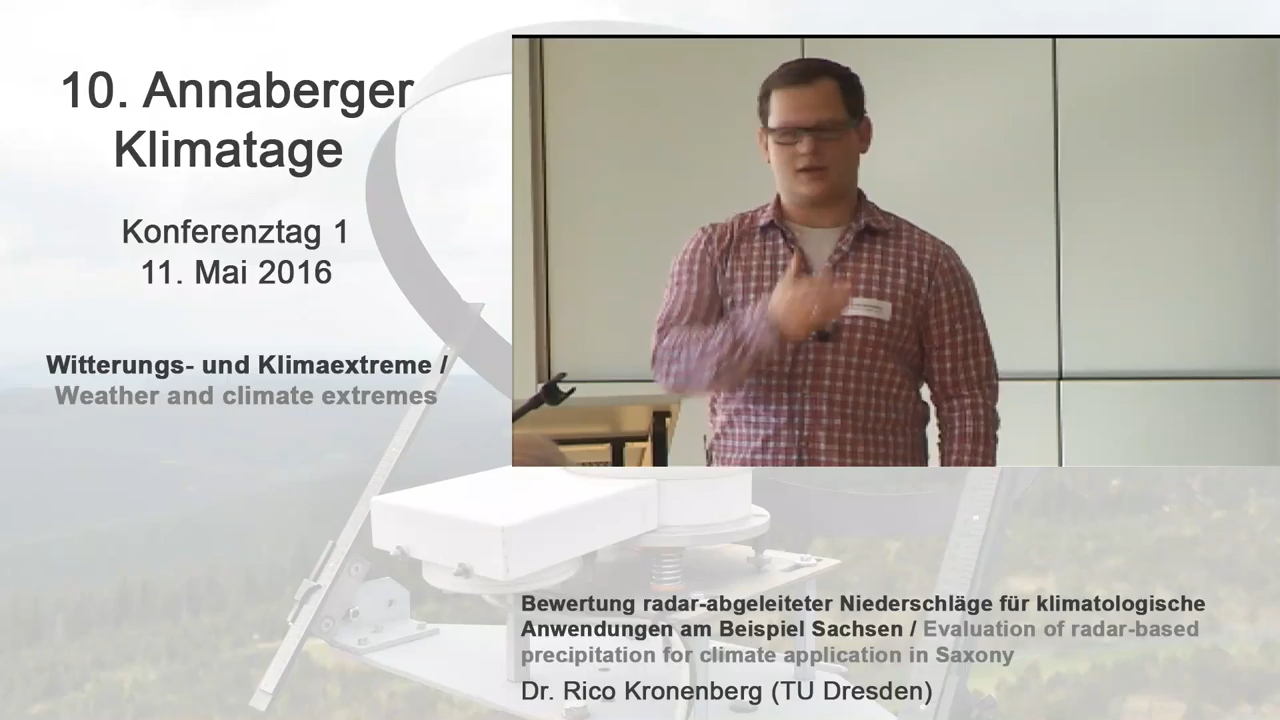 10. Annaberger
Klimatage
Konferenztag 1
11. Mai 2016
Witterungs- und Klimaextreme /
Weather and climate extremes
Bewertung radar-abgeleiteter Niederschläge für klimatologische
Anwendungen am Beispiel Sachsen / Evaluation of radar-based
precipitation for climate application in Saxony
Dr. Rico Kronenberg (TU Dresden)